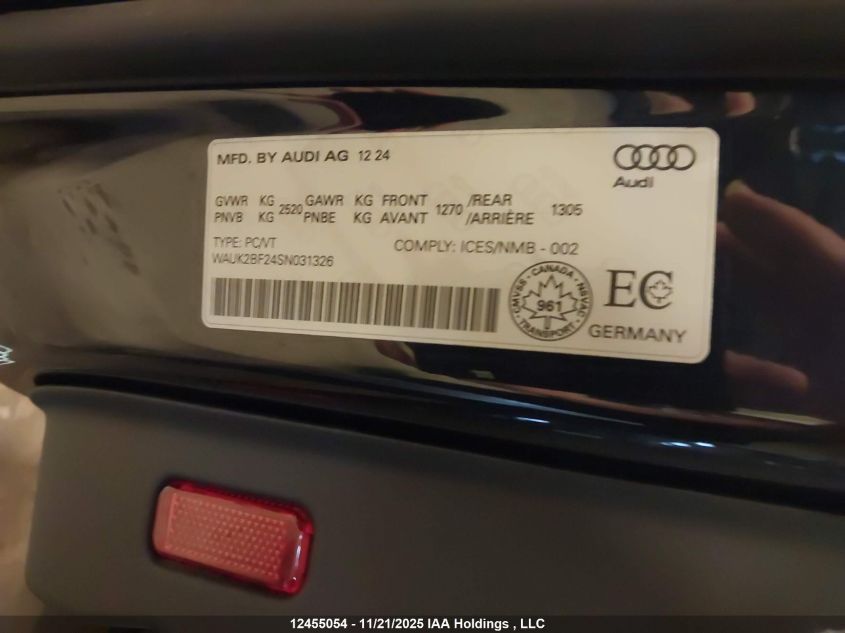 MFD. BY AUDI AG 12 24
Audi
GVWR KG 2520 GAWR KG FRONT 1270 /REAR 1305
PNVB KG PNBE KG AVANT /ARRIÈRE
TYPE: PC/VT COMPLY: ICES/NMB - 002
WAUK2BF24SN031326
CANADA
CMVSS - NSVAC
961
TRANSPORT
EC
GERMANY
12455054 - 11/21/2025 IAA Holdings , LLC